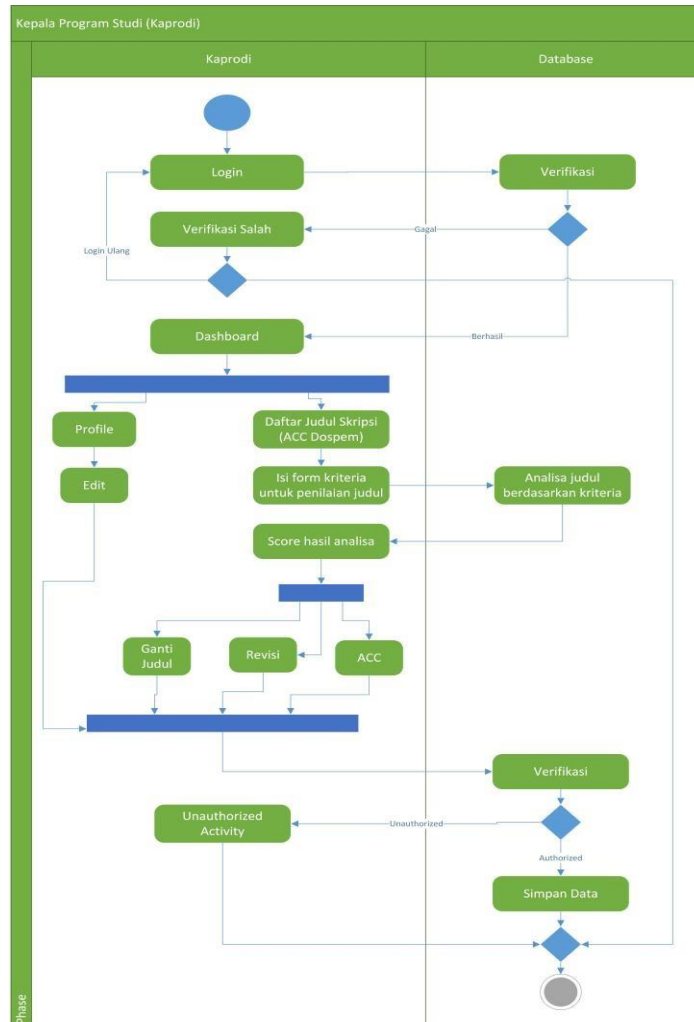 Kepala Program Studi (Kaprodi)
Kaprodi
Database
Login
Verifikasi
Verifikasi Salah
Gagal
Login Ulang
Dashboard
Berhasil
Profile
Daftar Judul Skripsi
(ACC Dospem)
Edit
Isi form kriteria
untuk penilaian judul
Analisa judul
berdasarkan kriteria
Score hasil analisa
Ganti
Judul
Revisi
ACC
Verifikasi
Unauthorized
Activity
Unauthorized
Authorized
Simpan Data
Phase